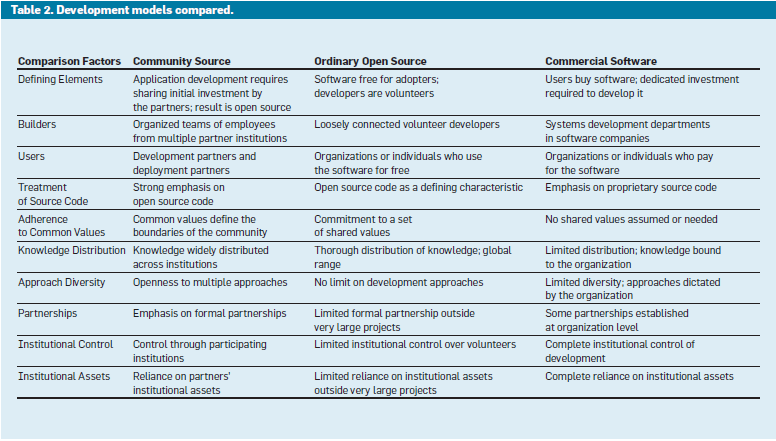 Table 2. Development models compared.
Comparison Factors Community Source Ordinary Open Source Commercial Software
Defining Elements Application development requires Software free for adopters; Users buy software; dedicated investment
sharing initial investment by developers are volunteers required to develop it
the partners; result is open source
Builders Organized teams of employees Loosely connected volunteer developers Systems development departments
from multiple partner institutions in software companies
Users Development partners and Organizations or individuals who use Organizations or individuals who pay
deployment partners the software for free for the software
Treatment Strong emphasis on Open source code as a defining characteristic Emphasis on proprietary source code
of Source Code open source code
Adherence Common values define the Commitment to a set No shared values assumed or needed
to Common Values boundaries of the community of shared values
Knowledge Distribution Knowledge widely distributed Thorough distribution of knowledge; global Limited distribution; knowledge bound
across institutions range to the organization
Approach Diversity Openness to multiple approaches No limit on development approaches Limited diversity; approaches dictated
by the organization
Partnerships Emphasis on formal partnerships Limited formal partnership outside Some partnerships established
very large projects at organization level
Institutional Control Control through participating Limited institutional control over volunteers Complete institutional control of
institutions development
Institutional Assets Reliance on partners' Limited reliance on institutional assets Complete reliance on institutional assets
institutional assets outside very large projects